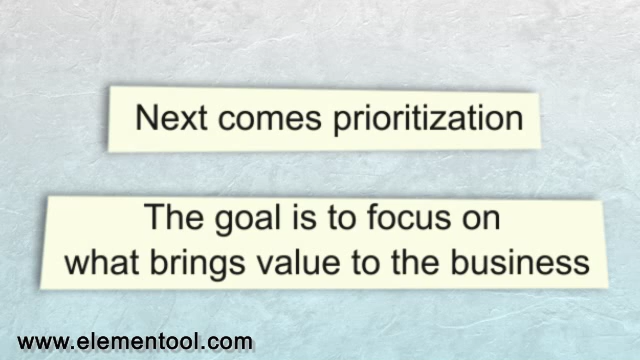 Next comes prioritization
The goal is to focus on
what brings value to the business
www.elementool.com